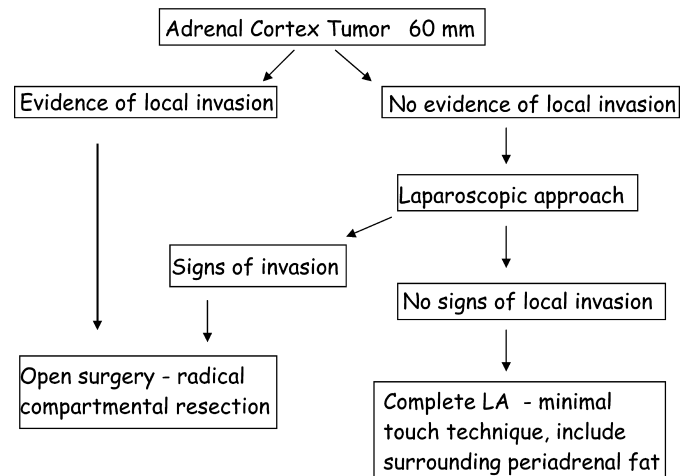 Adrenal Cortex Tumor 60 mm
Evidence of local invasion
No evidence of local invasion
Laparoscopic approach
Signs of invasion
No signs of local invasion
Open surgery - radical
compartmental resection
Complete LA - minimal
touch technique, include
surrounding periadrenal fat